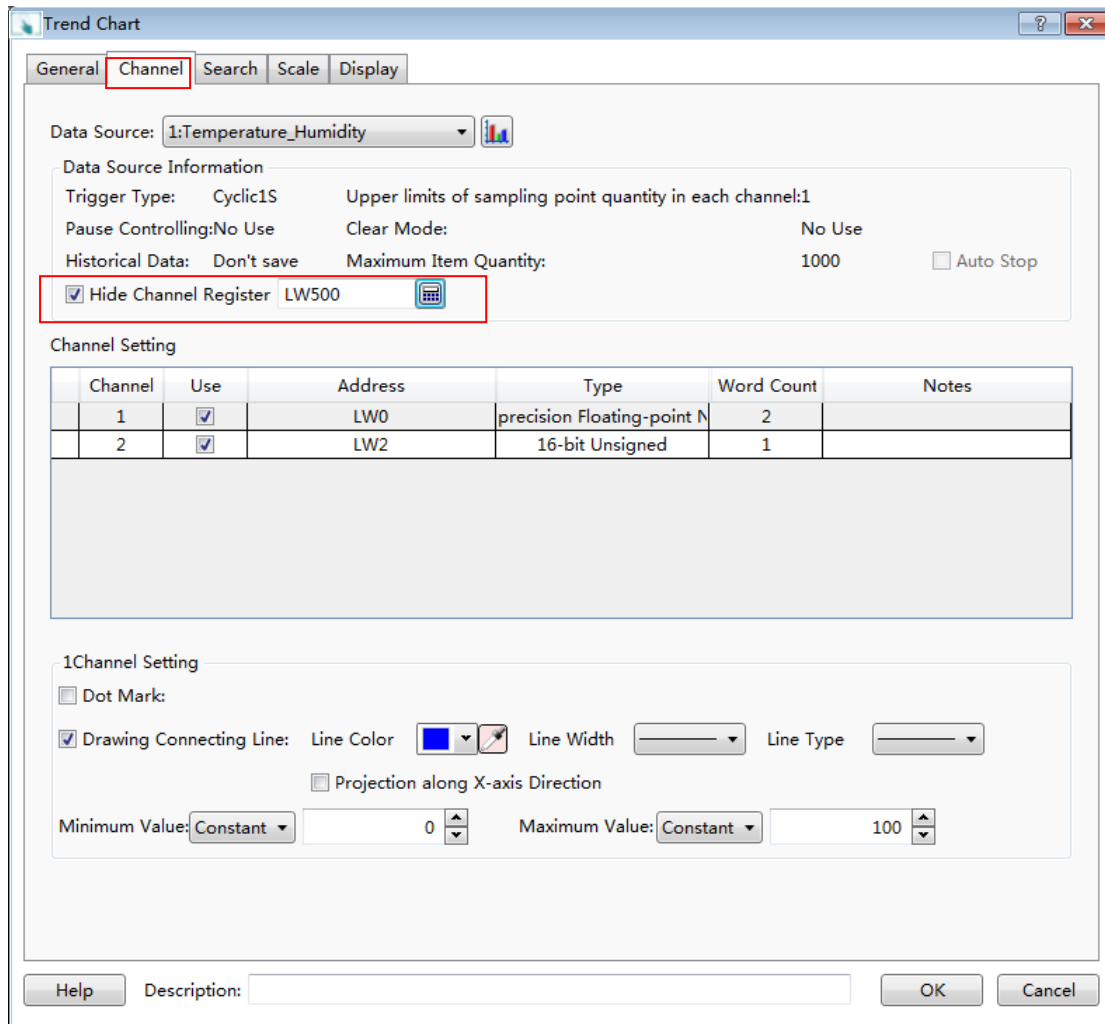 Trend Chart
General Channel Search Scale Display
Data Source: 1:Temperature_Humidity
Data Source Information
Trigger Type: Cyclic1S Upper limits of sampling point quantity in each channel:1
Pause Controlling:No Use Clear Mode: No Use
Historical Data: Don't save Maximum Item Quantity: 1000 Auto Stop
Hide Channel Register LW500
Channel Setting
Channel Use Address Type Word Count Notes
1 LW0 precision Floating-point N 2
2 LW2 16-bit Unsigned 1
1Channel Setting
Dot Mark:
Drawing Connecting Line: Line Color Line Width Line Type
Projection along X-axis Direction
Minimum Value: Constant 0 Maximum Value: Constant 100
Help Description: OK Cancel